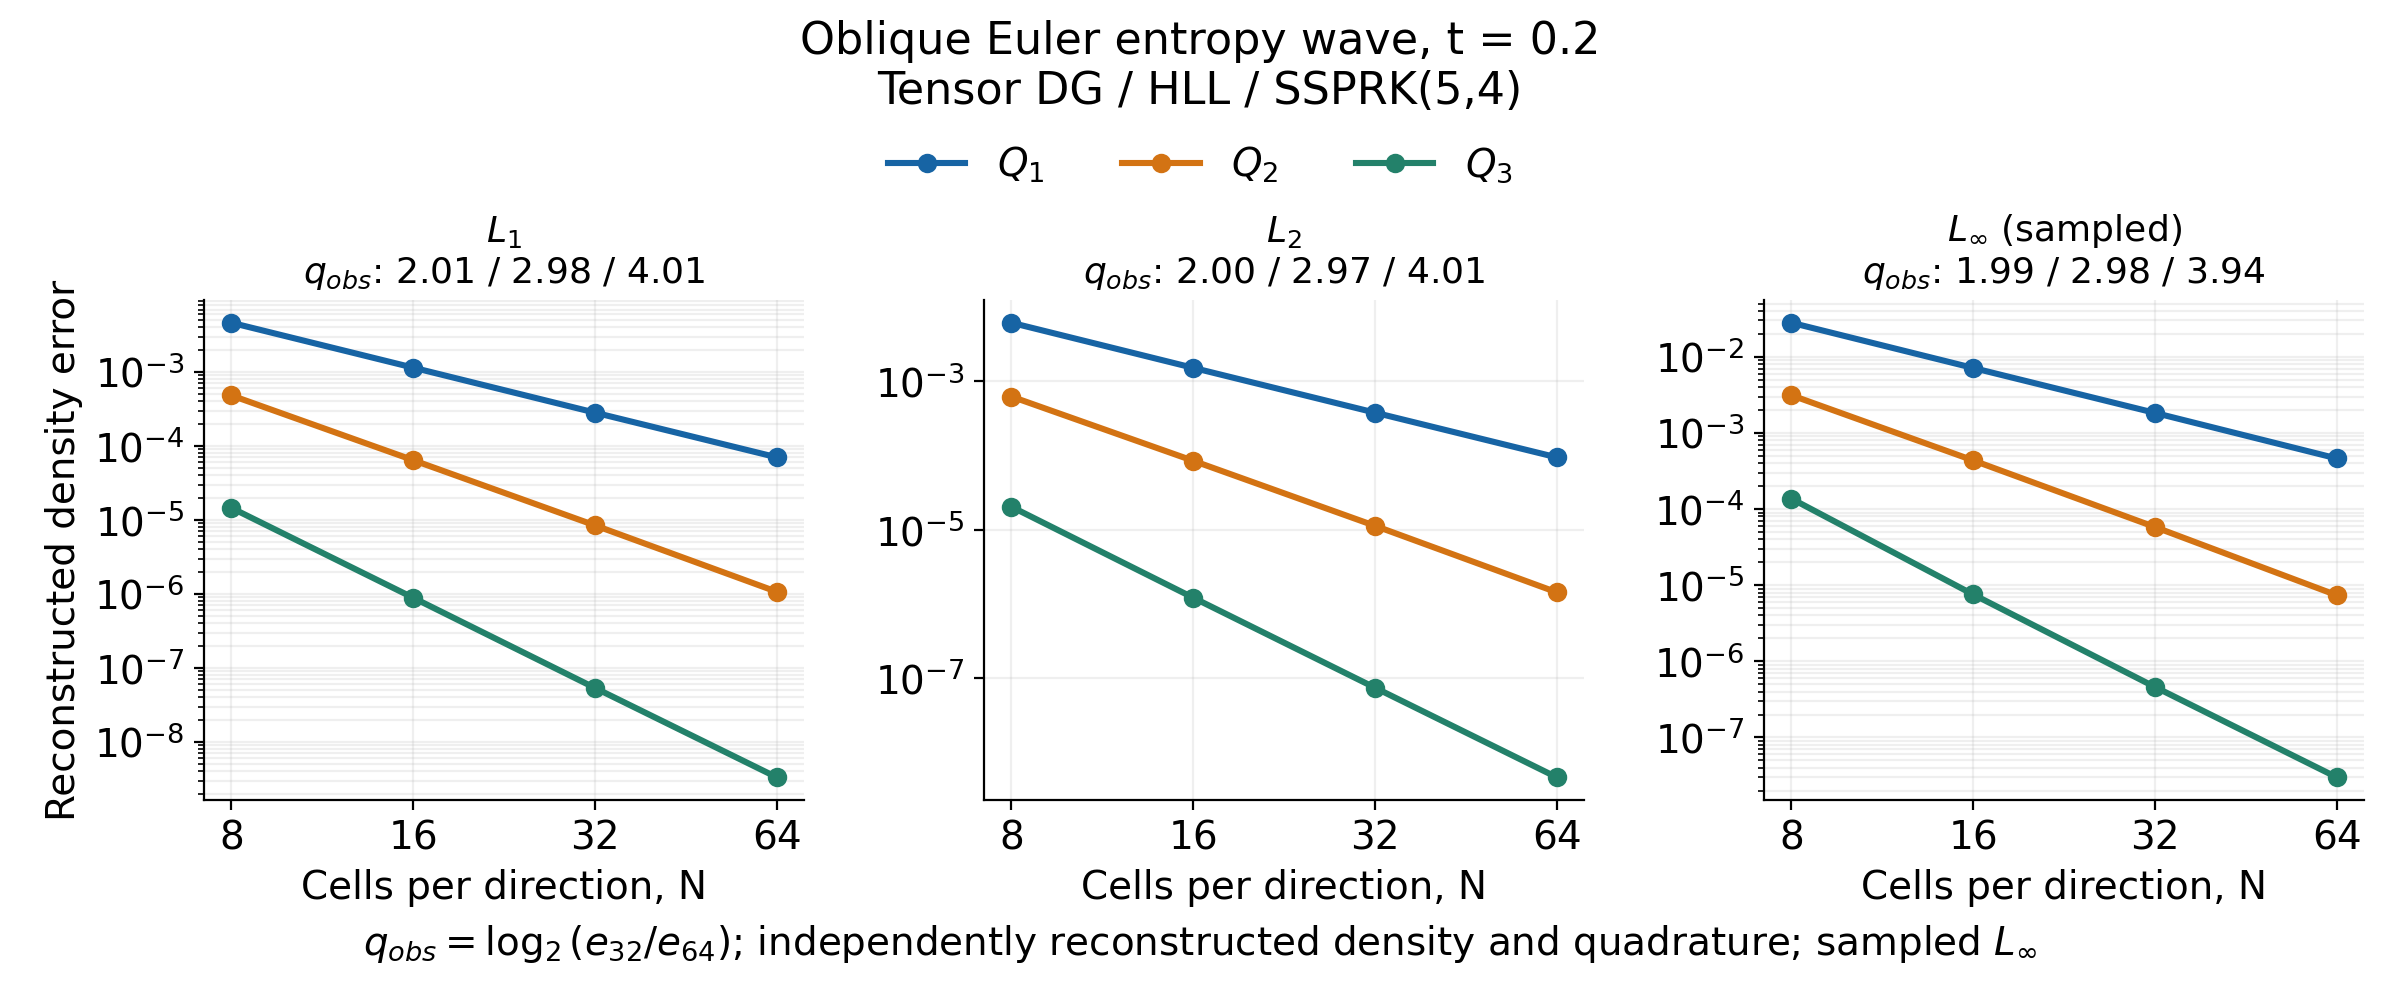 Oblique Euler entropy wave, t = 0.2
Tensor DG / HLL / SSPRK(5,4)
Q₁ Q₂ Q₃
L₁
q_obs: 2.01 / 2.98 / 4.01
Reconstructed density error
10⁻³
10⁻⁴
10⁻⁵
10⁻⁶
10⁻⁷
10⁻⁸
8 16 32 64
Cells per direction, N
L₂
q_obs: 2.00 / 2.97 / 4.01
10⁻³
10⁻⁵
10⁻⁷
8 16 32 64
Cells per direction, N
L∞ (sampled)
q_obs: 1.99 / 2.98 / 3.94
10⁻²
10⁻³
10⁻⁴
10⁻⁵
10⁻⁶
10⁻⁷
8 16 32 64
Cells per direction, N
q_obs = log₂ (e₃₂/e₆₄); independently reconstructed density and quadrature; sampled L∞